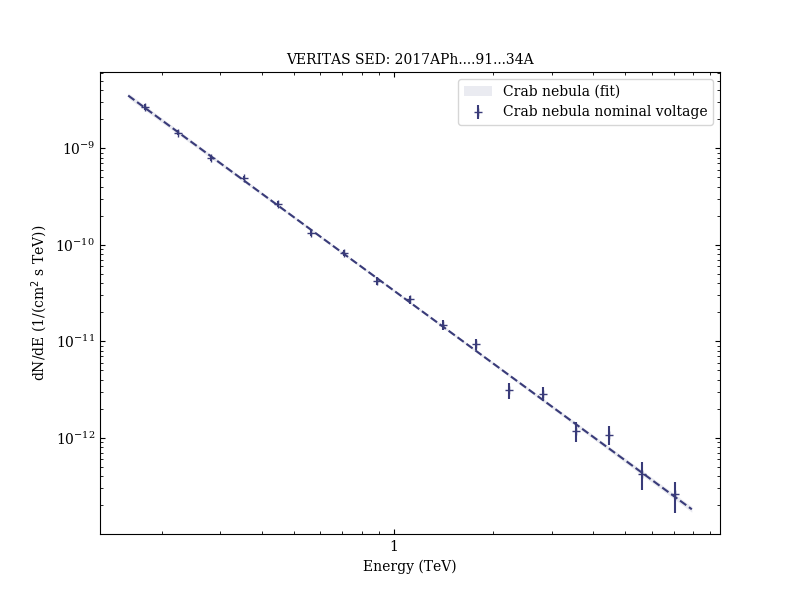 VERITAS SED: 2017APh....91...34A
Crab nebula (fit)
Crab nebula nominal voltage
10⁻⁹
10⁻¹⁰
10⁻¹¹
10⁻¹²
dN/dE (1/(cm² s TeV))
1
Energy (TeV)